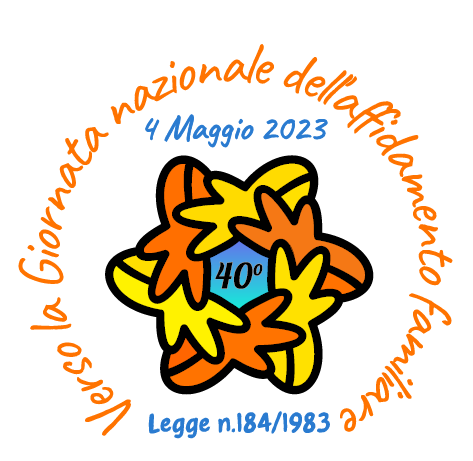 Verso la Giornata nazionale dell'affidamento familiare
4 Maggio 2023
40°
Legge n.184/1983